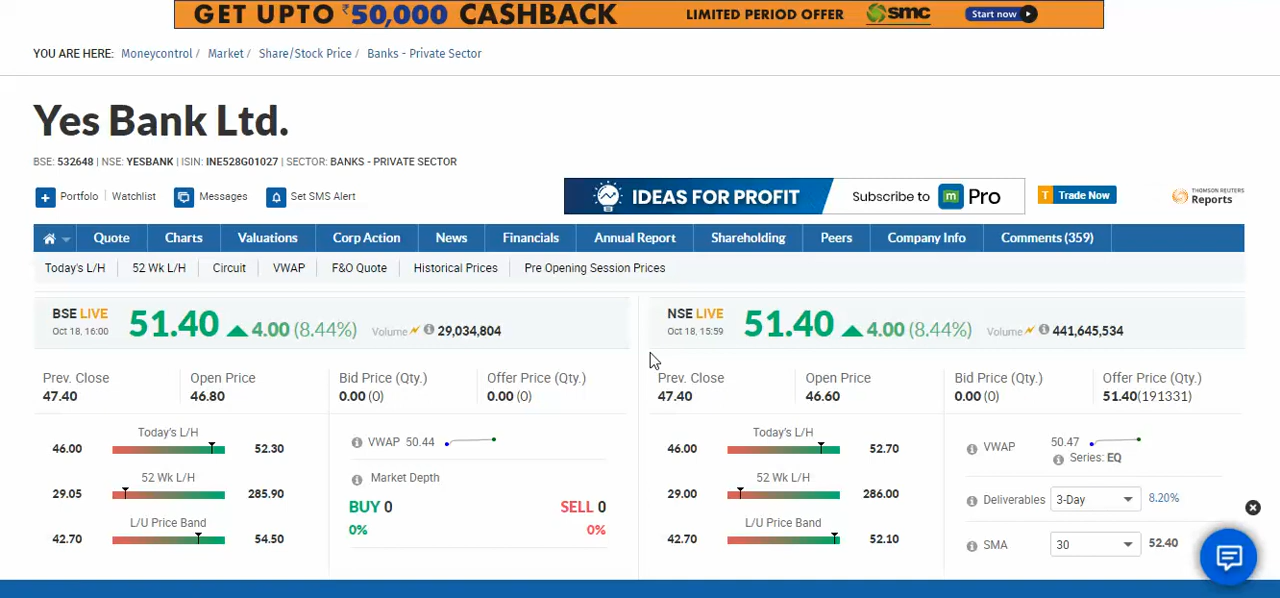 GET UPTO ₹50,000 CASHBACK LIMITED PERIOD OFFER smc Start now
YOU ARE HERE: Moneycontrol / Market / Share/Stock Price / Banks - Private Sector
Yes Bank Ltd.
BSE: 532648 | NSE: YESBANK | ISIN: INE528G01027 | SECTOR: BANKS - PRIVATE SECTOR
+ Portfolo | Watchlist Messages Set SMS Alert IDEAS FOR PROFIT Subscribe to m Pro T Trade Now THOMSON REUTERS
Reports
Quote Charts Valuations Corp Action News Financials Annual Report Shareholding Peers Company Info Comments (359)
Today's L/H 52 Wk L/H Circuit VWAP F&O Quote Historical Prices Pre Opening Session Prices
BSE LIVE
Oct 18, 16:00
51.40 4.00 (8.44%) Volume 29,034,804
NSE LIVE
Oct 18, 15:59
51.40 4.00 (8.44%) Volume 441,645,534
Prev. Close Open Price Bid Price (Qty.) Offer Price (Qty.)
47.40 46.80 0.00 (0) 0.00 (0)
Today's L/H
46.00 52.30
52 Wk L/H
29.05 285.90
L/U Price Band
42.70 54.50
VWAP 50.44
Market Depth
BUY 0 SELL 0
0% 0%
Prev. Close Open Price Bid Price (Qty.) Offer Price (Qty.)
47.40 46.60 0.00 (0) 51.40(191331)
Today's L/H
46.00 52.70
52 Wk L/H
29.00 286.00
L/U Price Band
42.70 52.10
VWAP 50.47
Series: EQ
Deliverables 3-Day 8.20%
SMA 30 52.40